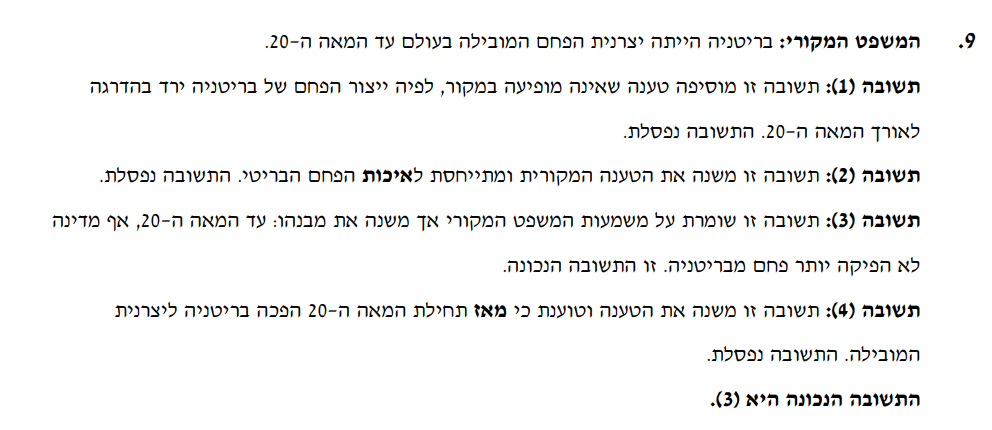 9. המשפט המקורי: בריטניה הייתה יצרנית הפחם המובילה בעולם עד המאה ה-20.
תשובה (1): תשובה זו מוסיפה טענה שאינה מופיעה במקור, לפיה ייצור הפחם של בריטניה ירד בהדרגה
לאורך המאה ה-20. התשובה נפסלת.
תשובה (2): תשובה זו משנה את הטענה המקורית ומתייחסת לאיכות הפחם הבריטי. התשובה נפסלת.
תשובה (3): תשובה זו שומרת על משמעות המשפט המקורי אך משנה את מבנהו: עד המאה ה-20, אף מדינה
לא הפיקה יותר פחם מבריטניה. זו התשובה הנכונה.
תשובה (4): תשובה זו משנה את הטענה וטוענת כי מאז תחילת המאה ה-20 הפכה בריטניה ליצרנית
המובילה. התשובה נפסלת.
התשובה הנכונה היא (3).